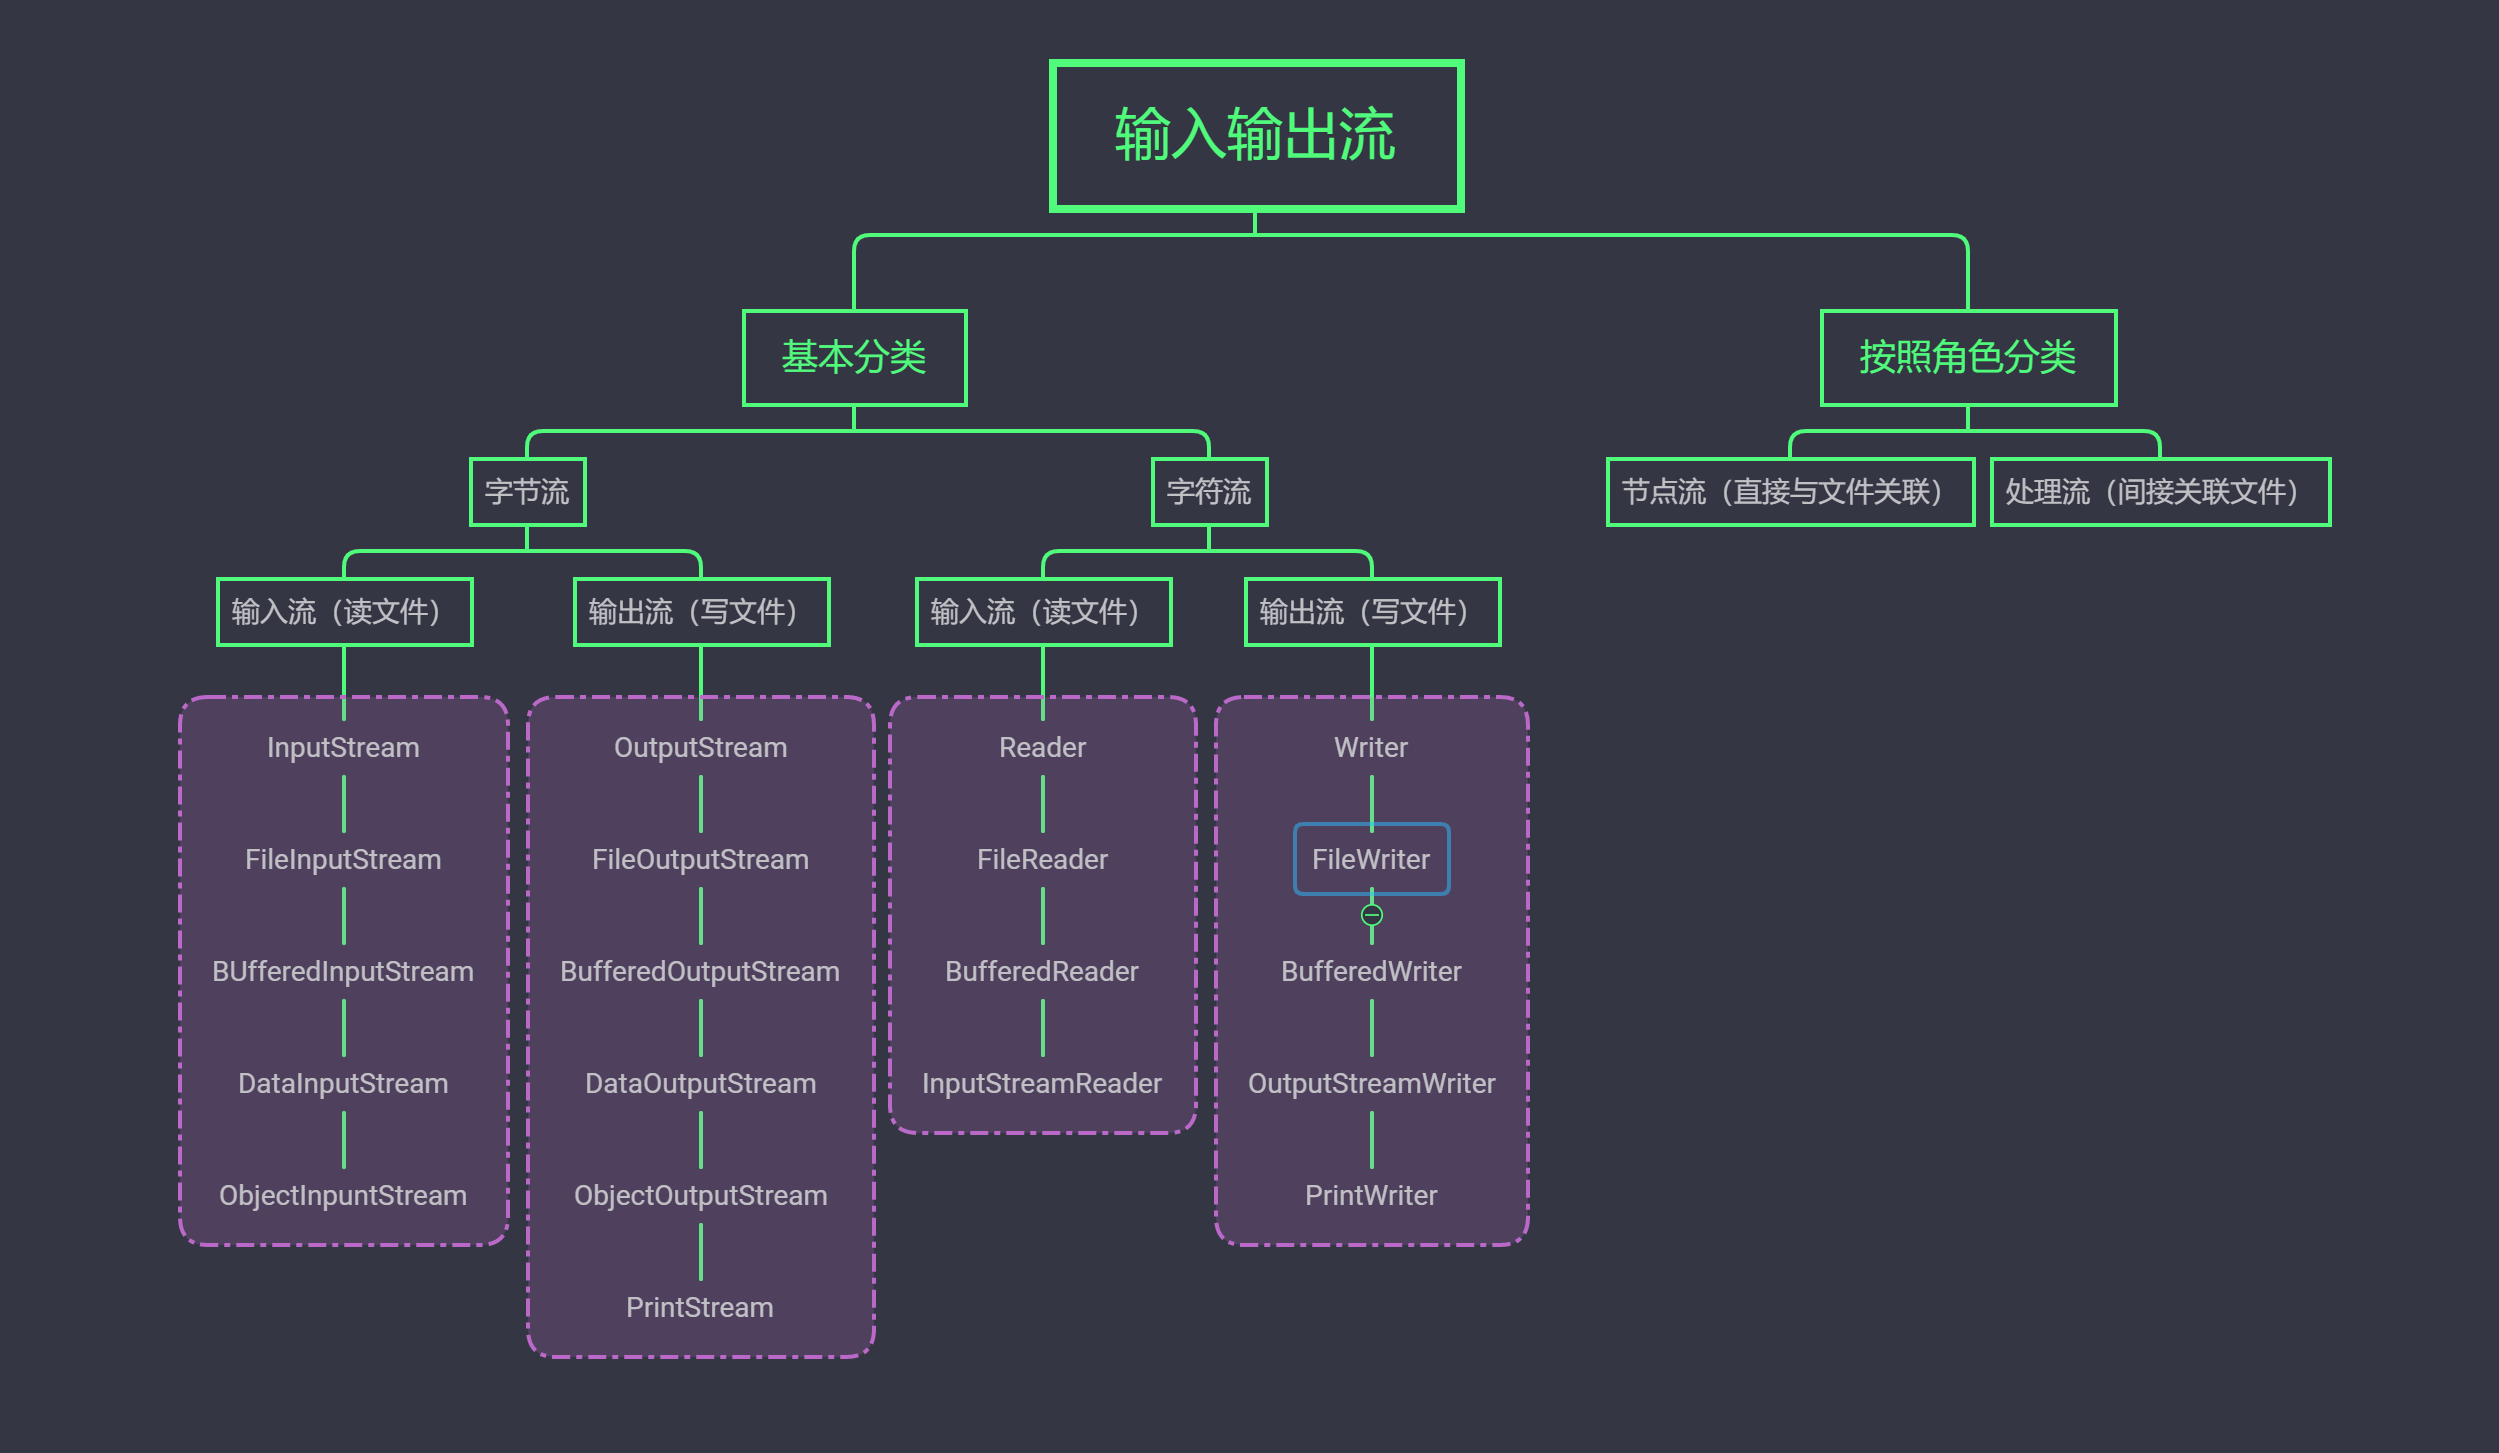 输入输出流
基本分类
按照角色分类
字节流
字符流
节点流（直接与文件关联）
处理流（间接关联文件）
输入流（读文件）
输出流（写文件）
输入流（读文件）
输出流（写文件）
InputStream
FileInputStream
BUfferedInputStream
DataInputStream
ObjectInpuntStream
OutputStream
FileOutputStream
BufferedOutputStream
DataOutputStream
ObjectOutputStream
PrintStream
Reader
FileReader
BufferedReader
InputStreamReader
Writer
FileWriter
BufferedWriter
OutputStreamWriter
PrintWriter